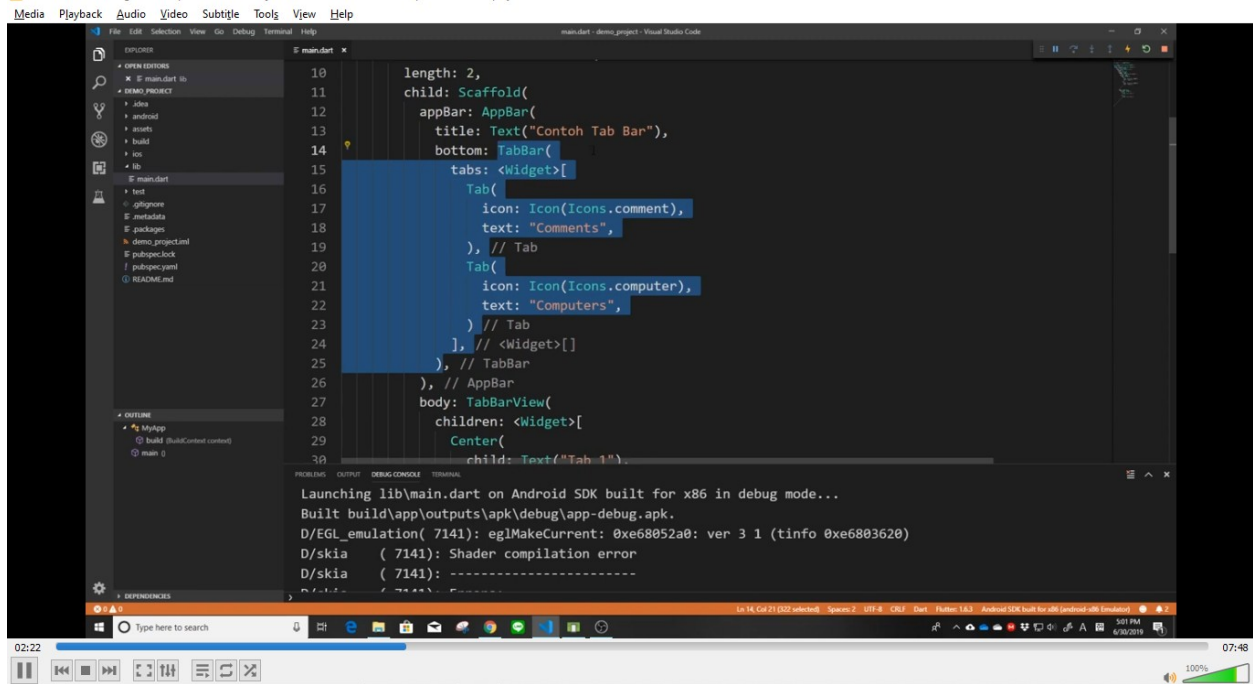 Media Playback Audio Video Subtitle Tools View Help
File Edit Selection View Go Debug Terminal Help
main.dart - demo_project - Visual Studio Code
EXPLORER
OPEN EDITORS
main.dart lib
DEMO_PROJECT
.idea
android
assets
build
ios
lib
main.dart
test
.gitignore
.metadata
.packages
demo_project.iml
pubspec.lock
pubspec.yaml
README.md
OUTLINE
MyApp
build (BuildContext context)
main ()
DEPENDENCIES
main.dart
10 length: 2,
11 child: Scaffold(
12 appBar: AppBar(
13 title: Text("Contoh Tab Bar"),
14 bottom: TabBar(
15 tabs: <Widget>[
16 Tab(
17 icon: Icon(Icons.comment),
18 text: "Comments",
19 ), // Tab
20 Tab(
21 icon: Icon(Icons.computer),
22 text: "Computers",
23 ) // Tab
24 ], // <Widget>[]
25 ), // TabBar
26 ), // AppBar
27 body: TabBarView(
28 children: <Widget>[
29 Center(
30 child: Text("Tab 1"),
PROBLEMS OUTPUT DEBUG CONSOLE TERMINAL
Launching lib\main.dart on Android SDK built for x86 in debug mode...
Built build\app\outputs\apk\debug\app-debug.apk.
D/EGL_emulation( 7141): eglMakeCurrent: 0xe68052a0: ver 3 1 (tinfo 0xe6803620)
D/skia ( 7141): Shader compilation error
D/skia ( 7141): ------------------------
0 0
Ln 14, Col 21 (322 selected) Spaces: 2 UTF-8 CRLF Dart Flutter: 1.6.3 Android SDK built for x86 (android-x86 Emulator) 2
Type here to search
5:01 PM
6/30/2019
02:22
07:48
100%